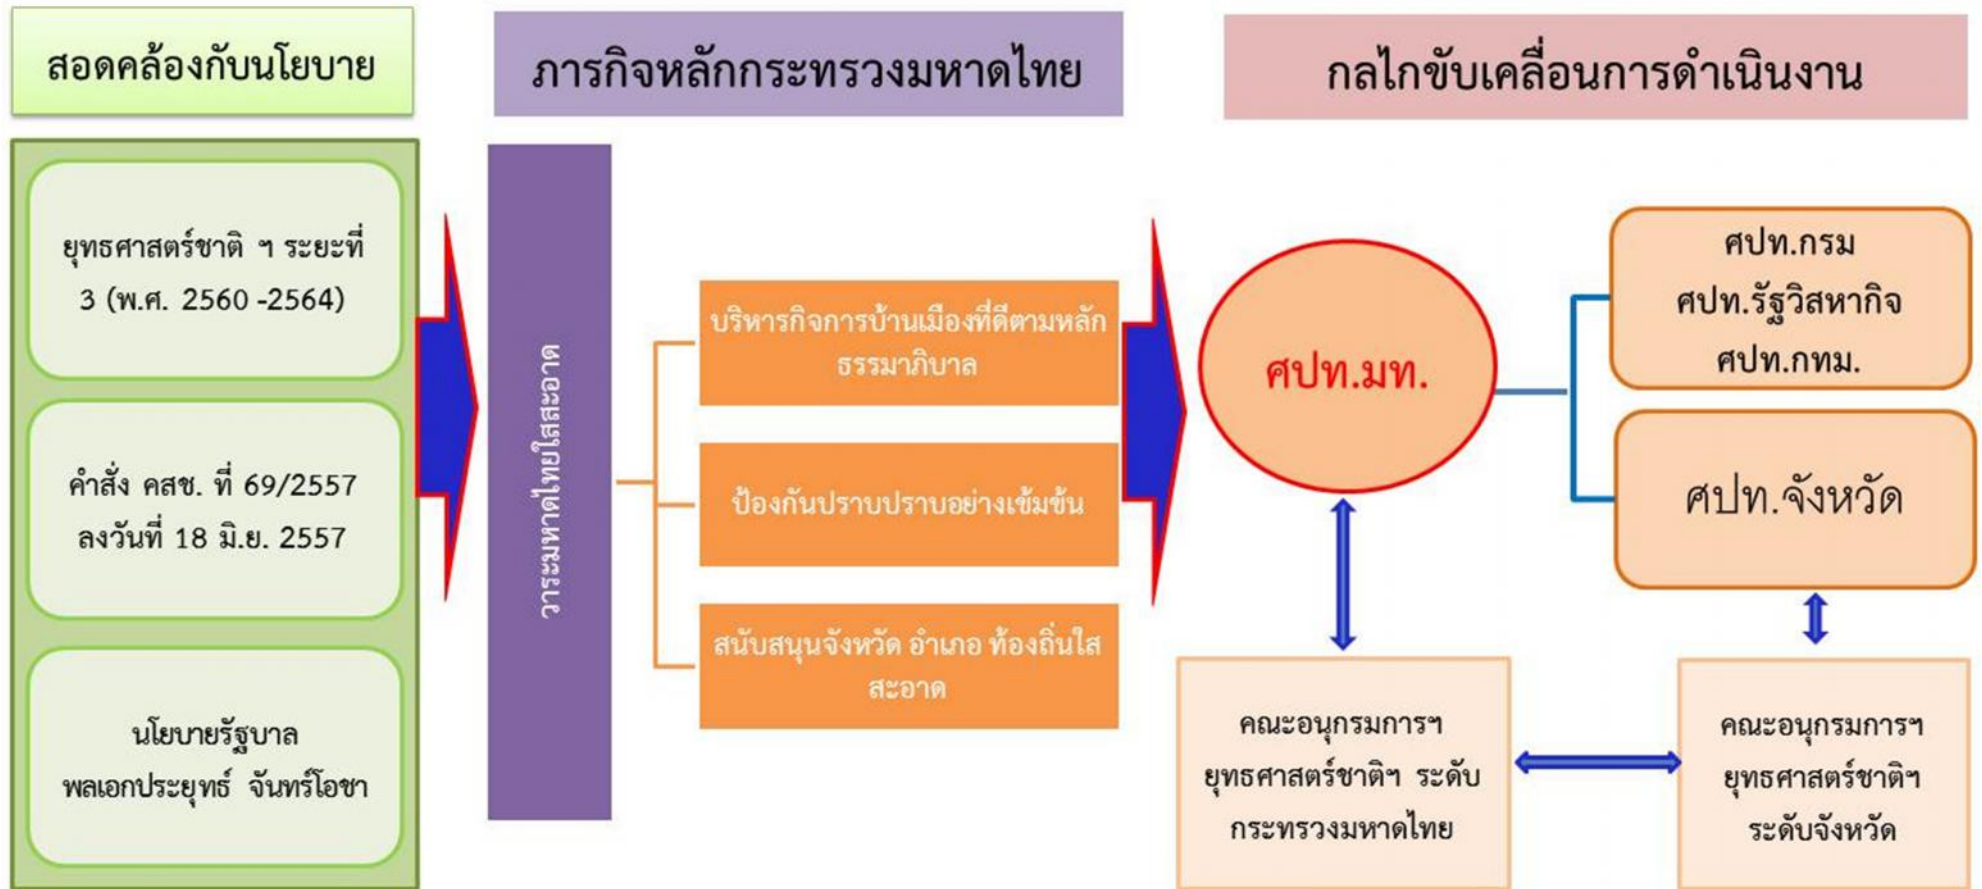 สอดคล้องกับนโยบาย
ยุทธศาสตร์ชาติ ฯ ระยะที่
3 (พ.ศ. 2560 -2564)
คำสั่ง คสช. ที่ 69/2557
ลงวันที่ 18 มิ.ย. 2557
นโยบายรัฐบาล
พลเอกประยุทธ์ จันทร์โอชา
ภารกิจหลักกระทรวงมหาดไทย
วาระมหาดไทยใสสะอาด
บริหารกิจการบ้านเมืองที่ดีตามหลัก
ธรรมาภิบาล
ป้องกันปราบปราบอย่างเข้มข้น
สนับสนุนจังหวัด อำเภอ ท้องถิ่นใส
สะอาด
กลไกขับเคลื่อนการดำเนินงาน
ศปท.มท.
ศปท.กรม
ศปท.รัฐวิสหากิจ
ศปท.กทม.
ศปท.จังหวัด
คณะอนุกรมการฯ
ยุทธศาสตร์ชาติฯ ระดับ
กระทรวงมหาดไทย
คณะอนุกรมการฯ
ยุทธศาสตร์ชาติฯ
ระดับจังหวัด